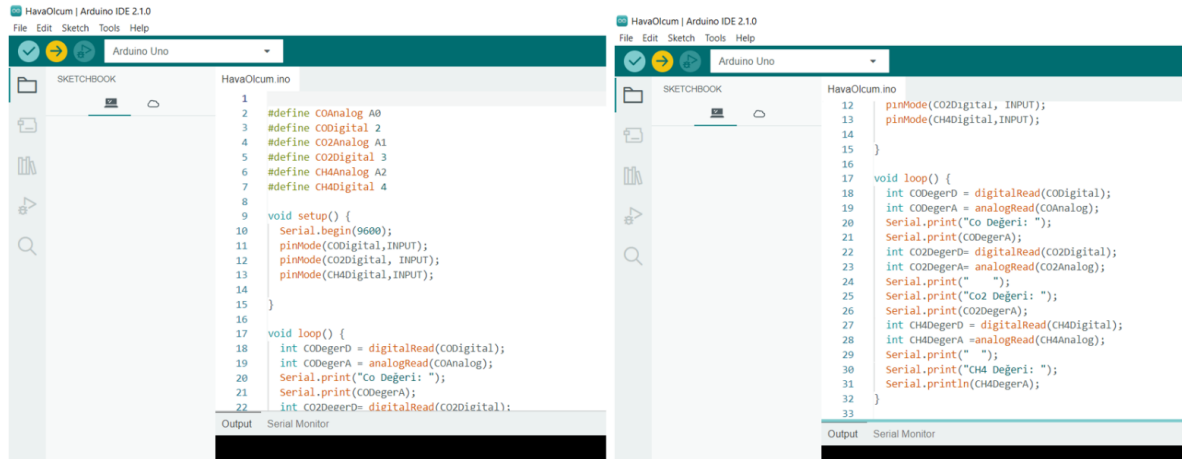 HavaOlcum | Arduino IDE 2.1.0
File Edit Sketch Tools Help
Arduino Uno
SKETCHBOOK
HavaOlcum.ino
1
2 #define COAnalog A0
3 #define CODigital 2
4 #define CO2Analog A1
5 #define CO2Digital 3
6 #define CH4Analog A2
7 #define CH4Digital 4
8
9 void setup() {
10 Serial.begin(9600);
11 pinMode(CODigital,INPUT);
12 pinMode(CO2Digital, INPUT);
13 pinMode(CH4Digital,INPUT);
14
15 }
16
17 void loop() {
18 int CODegerD = digitalRead(CODigital);
19 int CODegerA = analogRead(COAnalog);
20 Serial.print("Co Değeri: ");
21 Serial.print(CODegerA);
22 int CO2DegerD= digitalRead(CO2Digital);
Output Serial Monitor
HavaOlcum | Arduino IDE 2.1.0
File Edit Sketch Tools Help
Arduino Uno
SKETCHBOOK
HavaOlcum.ino
12 pinMode(CO2Digital, INPUT);
13 pinMode(CH4Digital,INPUT);
14
15 }
16
17 void loop() {
18 int CODegerD = digitalRead(CODigital);
19 int CODegerA = analogRead(COAnalog);
20 Serial.print("Co Değeri: ");
21 Serial.print(CODegerA);
22 int CO2DegerD= digitalRead(CO2Digital);
23 int CO2DegerA= analogRead(CO2Analog);
24 Serial.print("    ");
25 Serial.print("Co2 Değeri: ");
26 Serial.print(CO2DegerA);
27 int CH4DegerD = digitalRead(CH4Digital);
28 int CH4DegerA =analogRead(CH4Analog);
29 Serial.print("  ");
30 Serial.print("CH4 Değeri: ");
31 Serial.println(CH4DegerA);
32 }
33
Output Serial Monitor